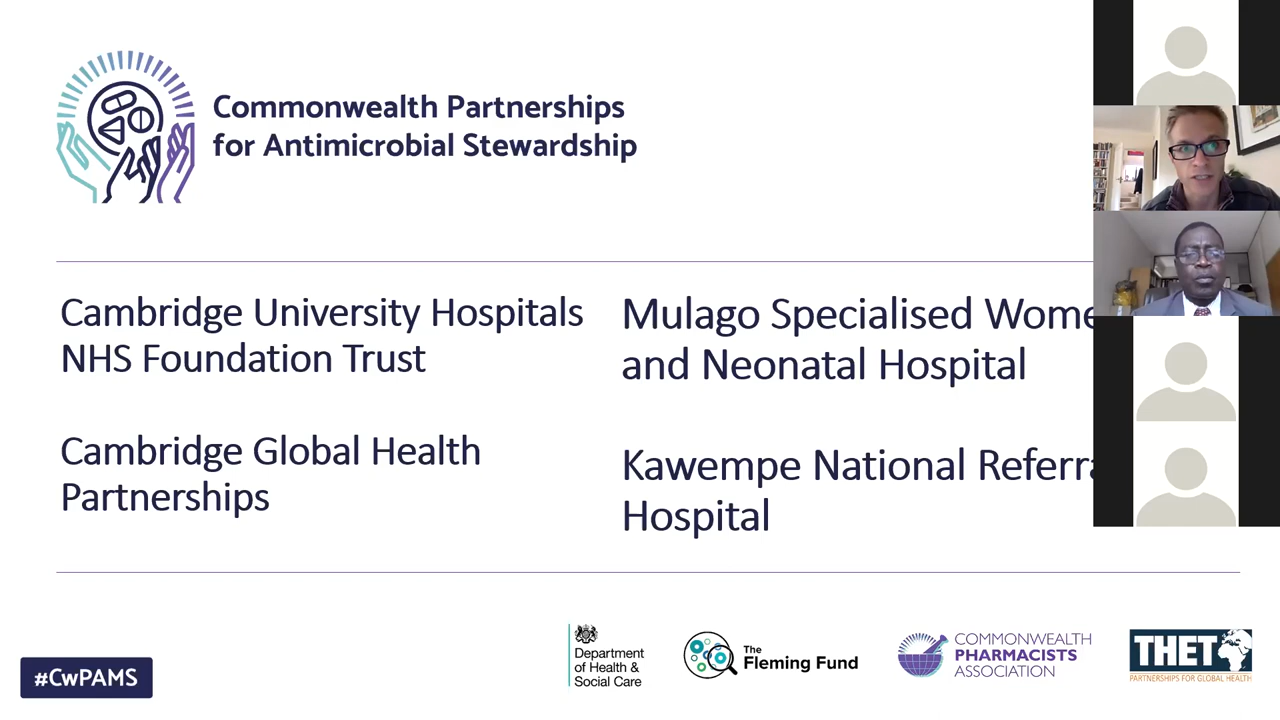 Commonwealth Partnerships
for Antimicrobial Stewardship
Cambridge University Hospitals
NHS Foundation Trust
Cambridge Global Health
Partnerships
Mulago Specialised Wome
and Neonatal Hospital
Kawempe National Referra
Hospital
#CwPAMS
Department
of Health &
Social Care
The
Fleming Fund
COMMONWEALTH
PHARMACISTS
ASSOCIATION
THET
PARTNERSHIPS FOR GLOBAL HEALTH